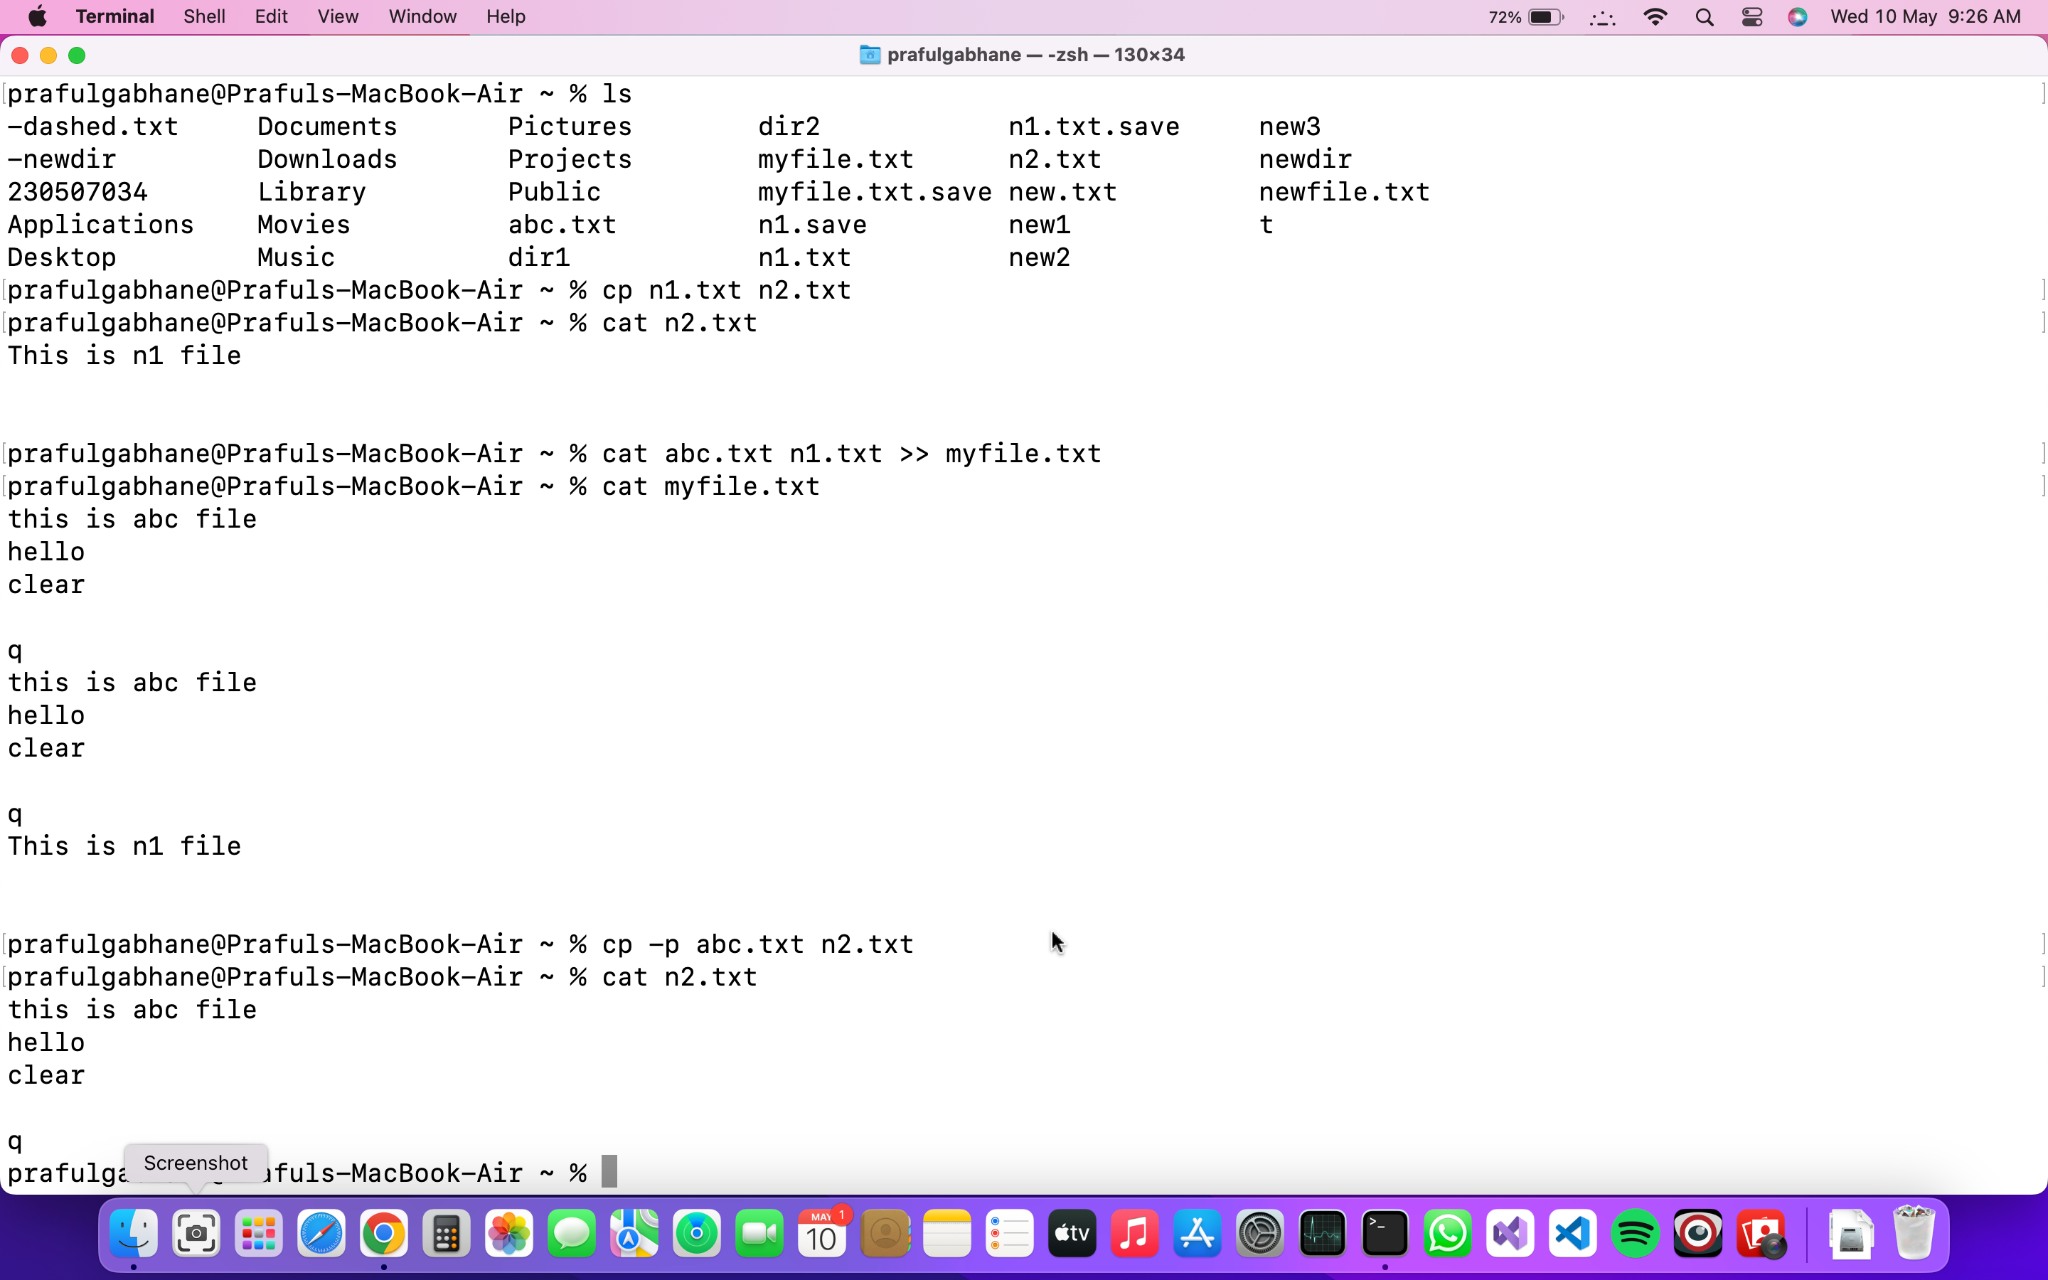 Terminal Shell Edit View Window Help 72% Wed 10 May 9:26 AM
prafulgabhane — -zsh — 130×34
prafulgabhane@Prafuls-MacBook-Air ~ % ls
-dashed.txt Documents Pictures dir2 n1.txt.save new3
-newdir Downloads Projects myfile.txt n2.txt newdir
230507034 Library Public myfile.txt.save new.txt newfile.txt
Applications Movies abc.txt n1.save new1 t
Desktop Music dir1 n1.txt new2
prafulgabhane@Prafuls-MacBook-Air ~ % cp n1.txt n2.txt
prafulgabhane@Prafuls-MacBook-Air ~ % cat n2.txt
This is n1 file
prafulgabhane@Prafuls-MacBook-Air ~ % cat abc.txt n1.txt >> myfile.txt
prafulgabhane@Prafuls-MacBook-Air ~ % cat myfile.txt
this is abc file
hello
clear
q
this is abc file
hello
clear
q
This is n1 file
prafulgabhane@Prafuls-MacBook-Air ~ % cp -p abc.txt n2.txt
prafulgabhane@Prafuls-MacBook-Air ~ % cat n2.txt
this is abc file
hello
clear
q
Screenshot
prafulga afuls-MacBook-Air ~ %
MAY 1
10
tv
>_